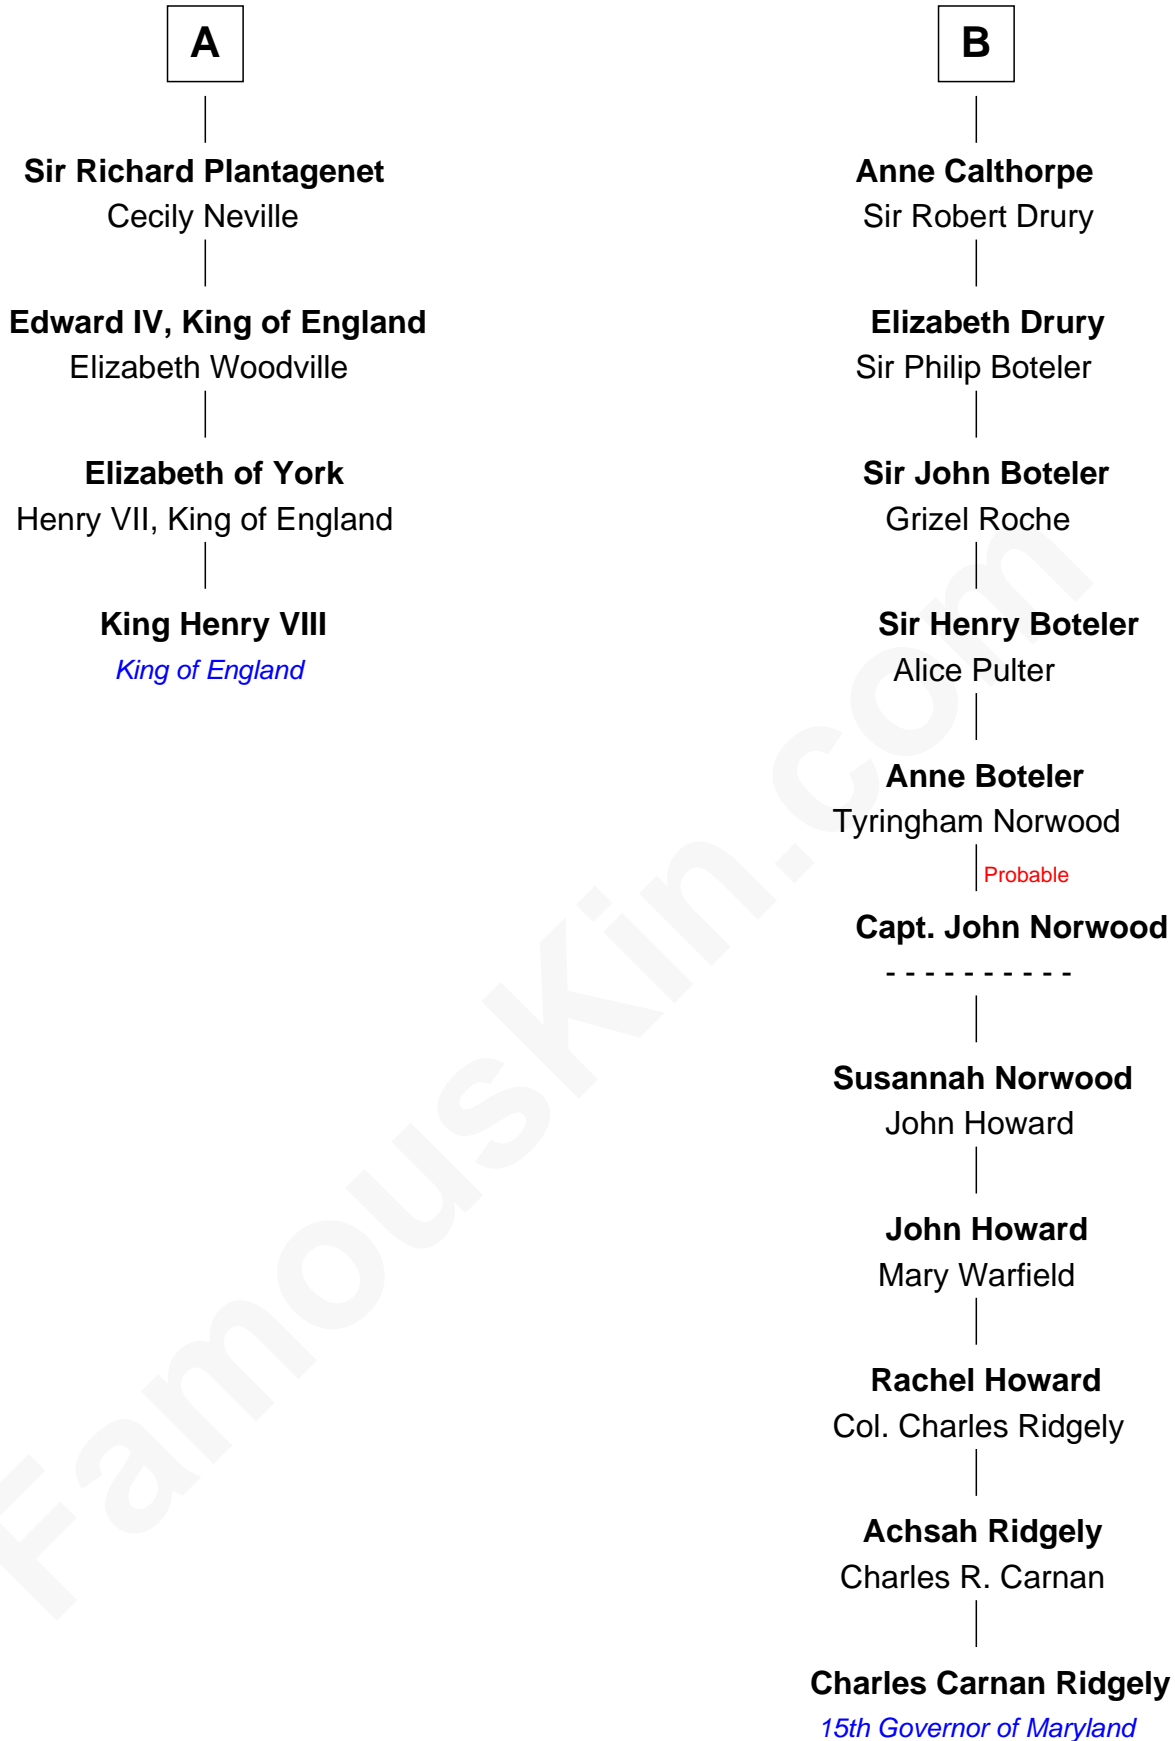 A
Sir Richard Plantagenet
Cecily Neville
Edward IV, King of England
Elizabeth Woodville
Elizabeth of York
Henry VII, King of England
King Henry VIII
King of England
B
Anne Calthorpe
Sir Robert Drury
Elizabeth Drury
Sir Philip Boteler
Sir John Boteler
Grizel Roche
Sir Henry Boteler
Alice Pulter
Anne Boteler
Tyringham Norwood
Probable
Capt. John Norwood
- - - - - - - - - -
Susannah Norwood
John Howard
John Howard
Mary Warfield
Rachel Howard
Col. Charles Ridgely
Achsah Ridgely
Charles R. Carnan
Charles Carnan Ridgely
15th Governor of Maryland
FamousKin.com